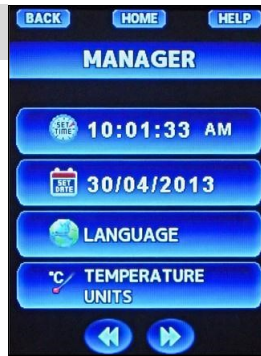 BACK HOME HELP
MANAGER
SET TIME 10:01:33 AM
SET DATE 30/04/2013
LANGUAGE
°C/ TEMPERATURE
UNITS